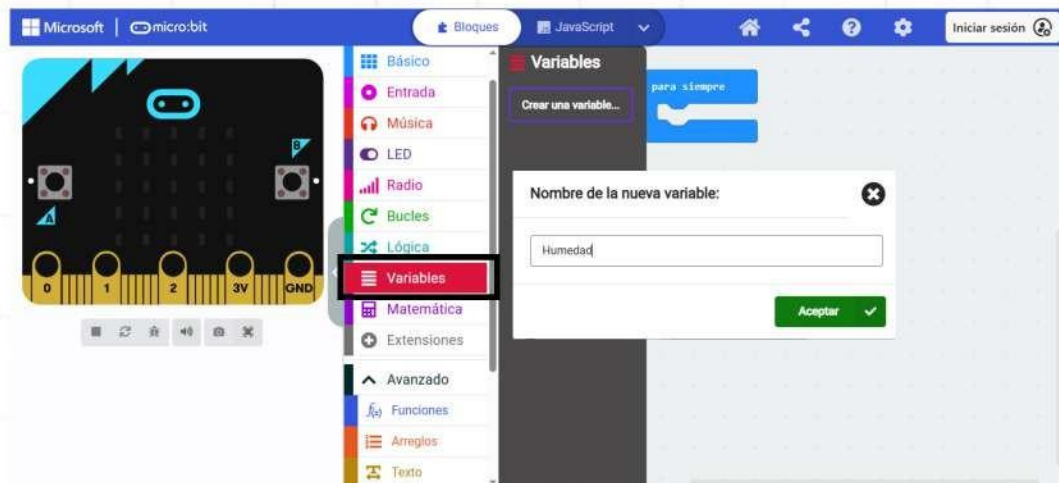 Microsoft | micro:bit
Bloques
JavaScript
Iniciar sesión
B
A
0 1 2 3V GND
Básico
Entrada
Música
LED
Radio
Bucles
Lógica
Variables
Matemática
Extensiones
Avanzado
f(x) Funciones
Arreglos
Texto
Variables
Crear una variable...
para siempre
Nombre de la nueva variable:
Humedad
Aceptar